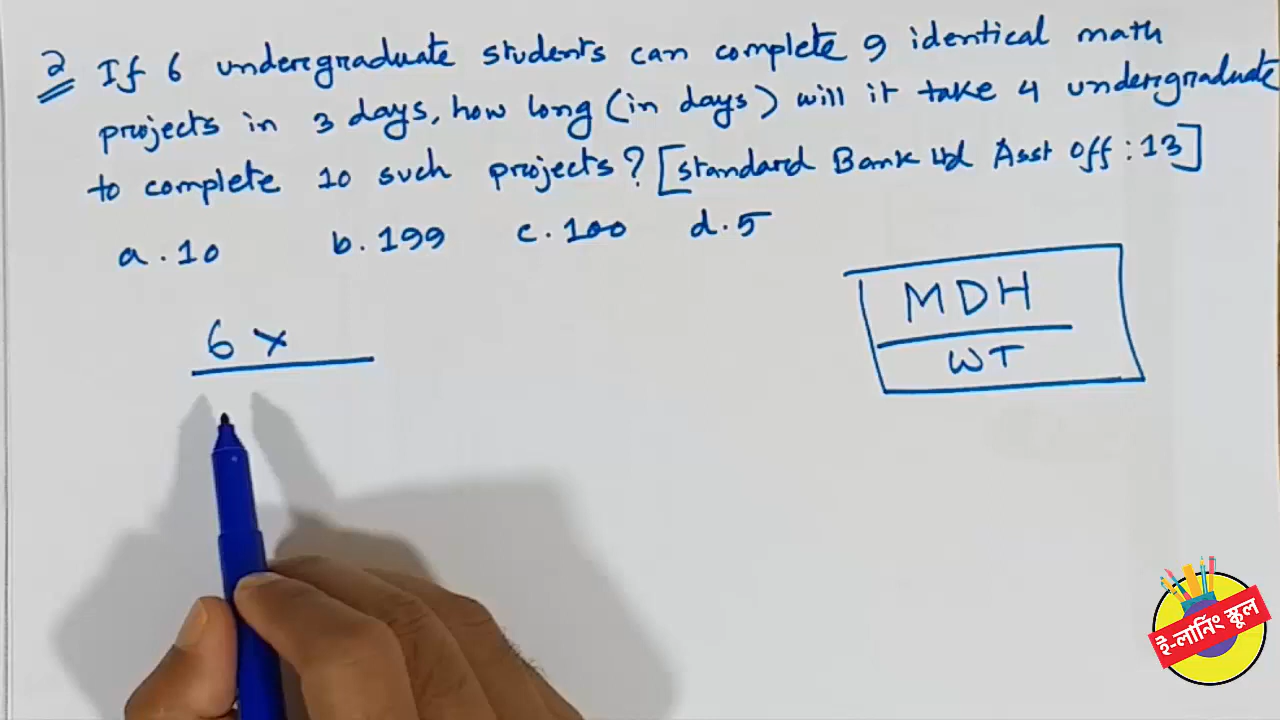 2 If 6 undergraduate students can complete 9 identical math
projects in 3 days, how long (in days) will it take 4 undergraduate
to complete 10 such projects? [standard Bank Ltd Asst Off : 13]
a. 10 b. 199 c. 100 d. 5
MDH
WT
6 ×
ই-লার্নিং স্কুল